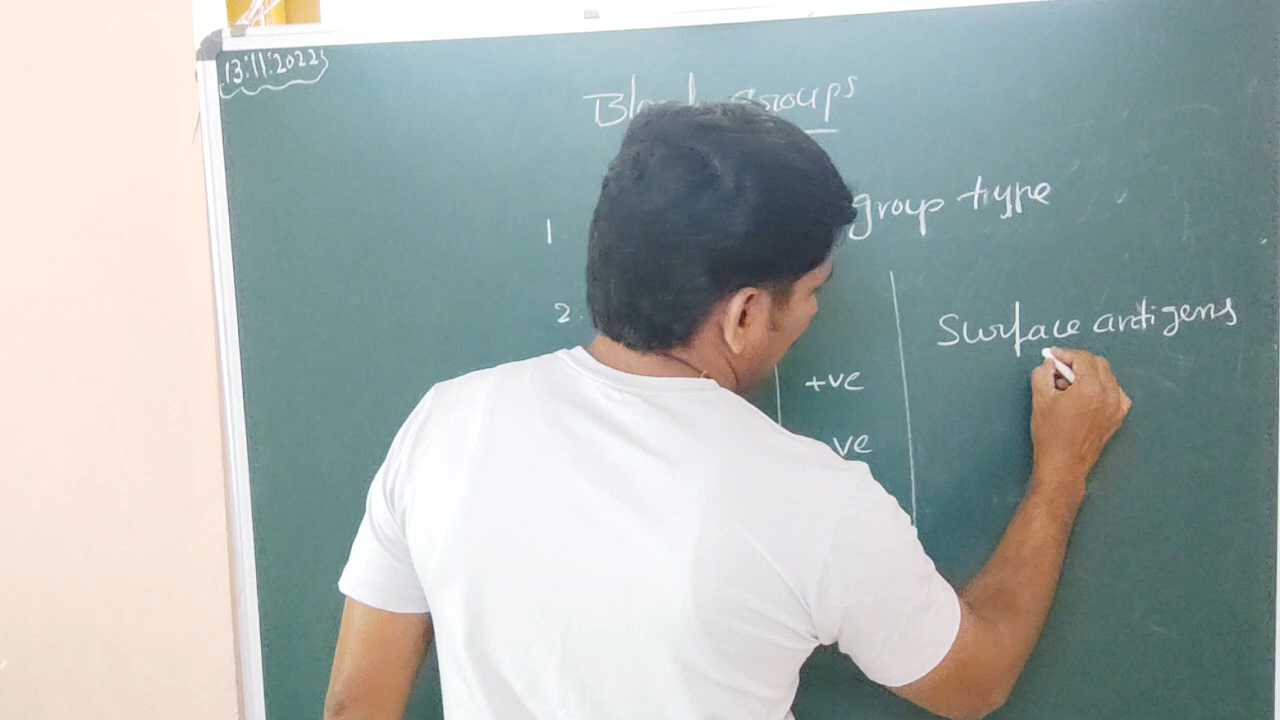 13:11:2022
Blood groups
1 group type
2.
Surface antigens
+ve
ve